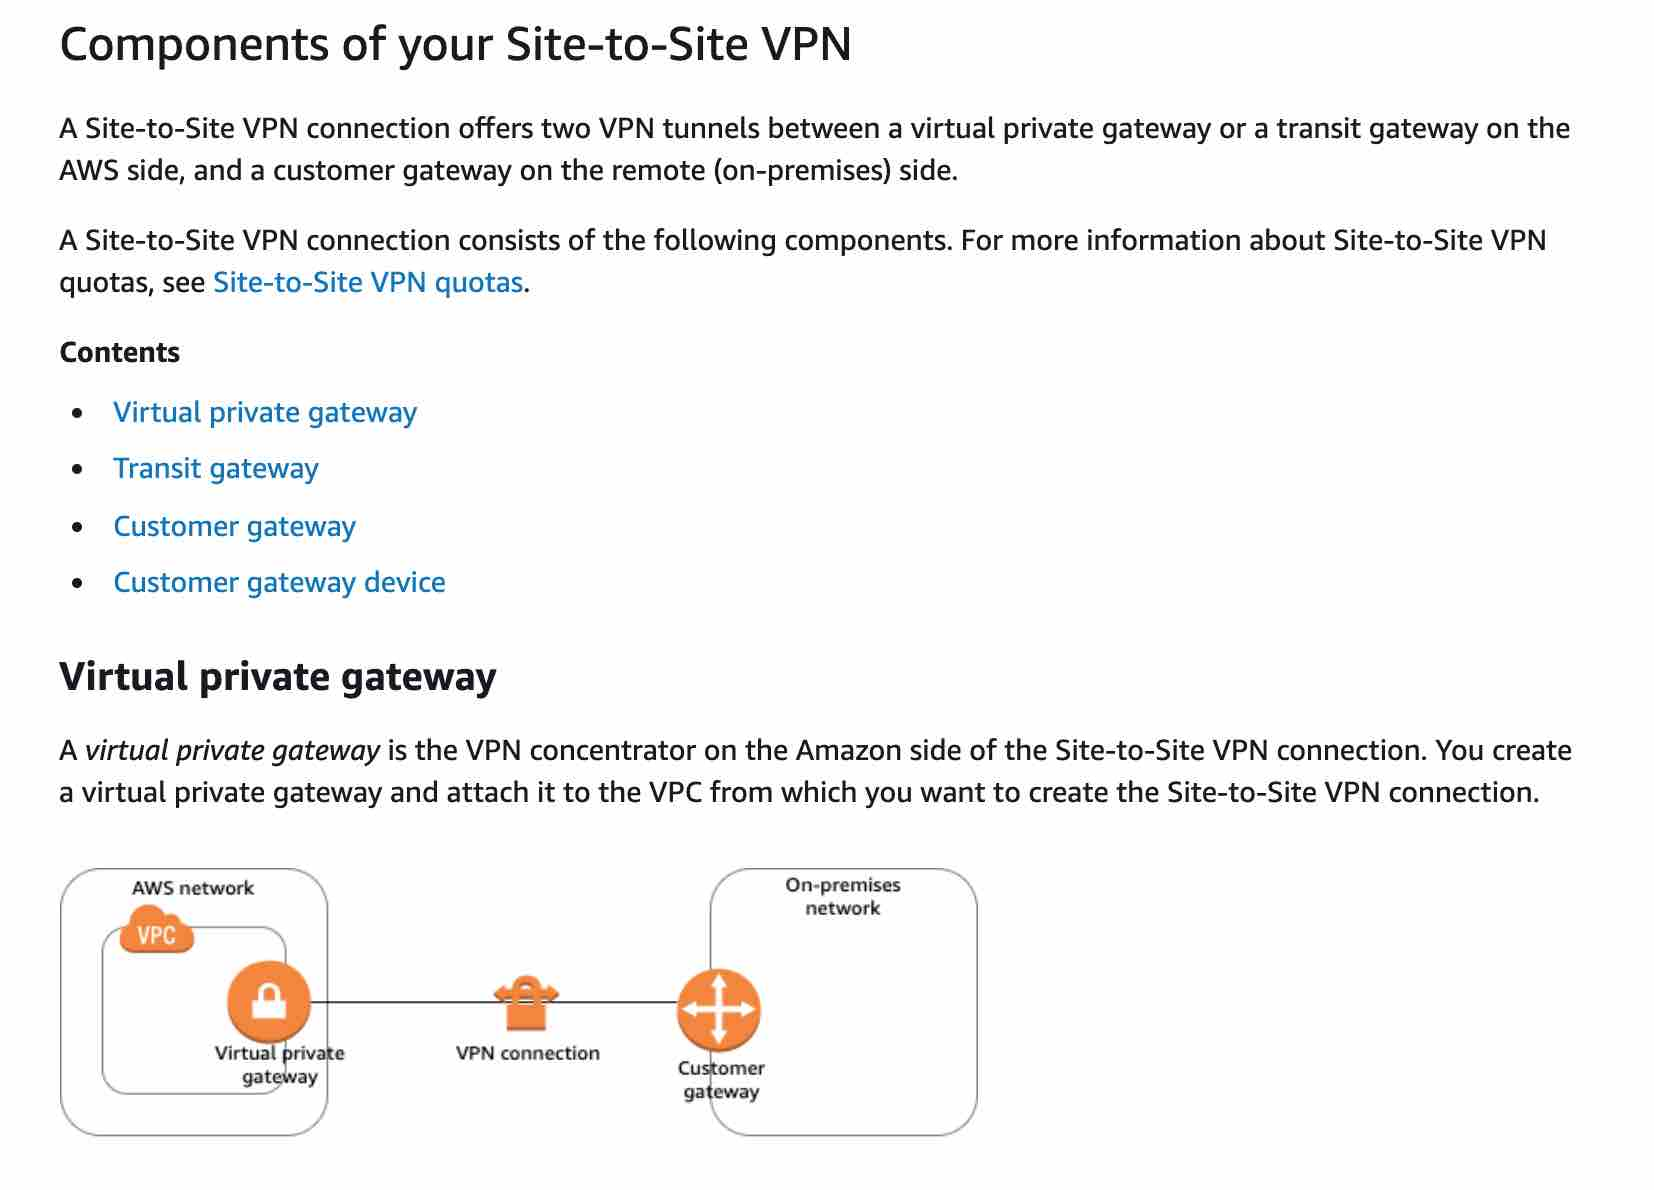 Components of your Site-to-Site VPN
A Site-to-Site VPN connection offers two VPN tunnels between a virtual private gateway or a transit gateway on the
AWS side, and a customer gateway on the remote (on-premises) side.
A Site-to-Site VPN connection consists of the following components. For more information about Site-to-Site VPN
quotas, see Site-to-Site VPN quotas.
Contents
• Virtual private gateway
• Transit gateway
• Customer gateway
• Customer gateway device
Virtual private gateway
A virtual private gateway is the VPN concentrator on the Amazon side of the Site-to-Site VPN connection. You create
a virtual private gateway and attach it to the VPC from which you want to create the Site-to-Site VPN connection.
AWS network
VPC
Virtual private
gateway
VPN connection
On-premises
network
Customer
gateway